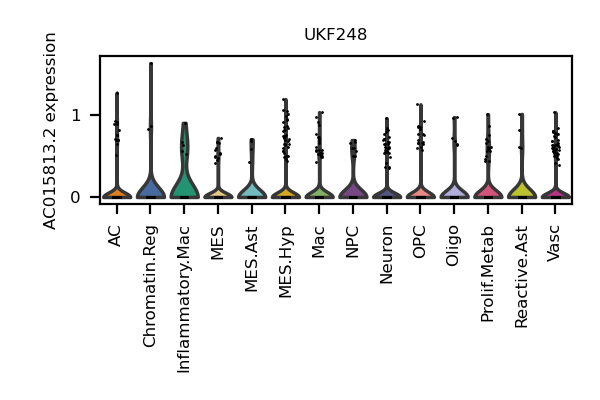 UKF248
AC015813.2 expression
1
0
AC
Chromatin.Reg
Inflammatory.Mac
MES
MES.Ast
MES.Hyp
Mac
NPC
Neuron
OPC
Oligo
Prolif.Metab
Reactive.Ast
Vasc